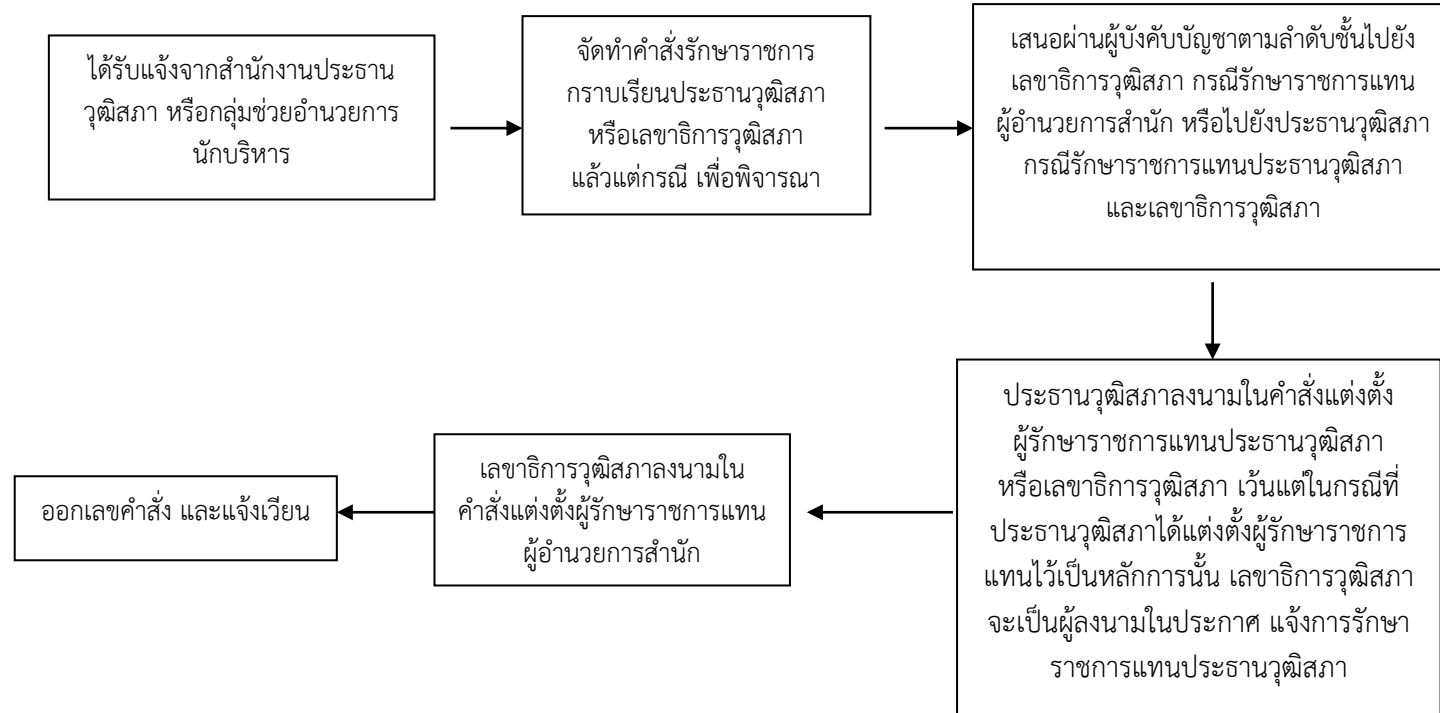 ได้รับแจ้งจากสำนักงานประธาน
วุฒิสภา หรือกลุ่มช่วยอำนวยการ
นักบริหาร
จัดทำคำสั่งรักษาราชการ
กราบเรียนประธานวุฒิสภา
หรือเลขาธิการวุฒิสภา
แล้วแต่กรณี เพื่อพิจารณา
เสนอผ่านผู้บังคับบัญชาตามลำดับชั้นไปยัง
เลขาธิการวุฒิสภา กรณีรักษาราชการแทน
ผู้อำนวยการสำนัก หรือไปยังประธานวุฒิสภา
กรณีรักษาราชการแทนประธานวุฒิสภา
และเลขาธิการวุฒิสภา
ประธานวุฒิสภาลงนามในคำสั่งแต่งตั้ง
ผู้รักษาราชการแทนประธานวุฒิสภา
หรือเลขาธิการวุฒิสภา เว้นแต่ในกรณีที่
ประธานวุฒิสภาได้แต่งตั้งผู้รักษาราชการ
แทนไว้เป็นหลักการนั้น เลขาธิการวุฒิสภา
จะเป็นผู้ลงนามในประกาศ แจ้งการรักษา
ราชการแทนประธานวุฒิสภา
เลขาธิการวุฒิสภาลงนามใน
คำสั่งแต่งตั้งผู้รักษาราชการแทน
ผู้อำนวยการสำนัก
ออกเลขคำสั่ง และแจ้งเวียน